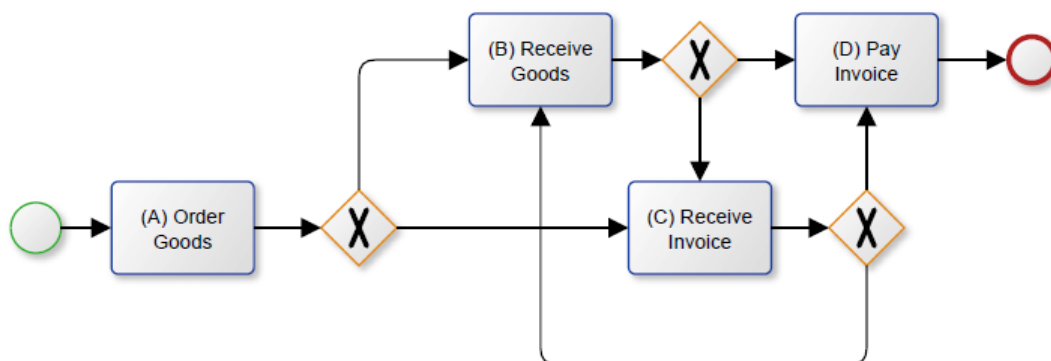 (B) Receive
Goods
(D) Pay
Invoice
(A) Order
Goods
(C) Receive
Invoice